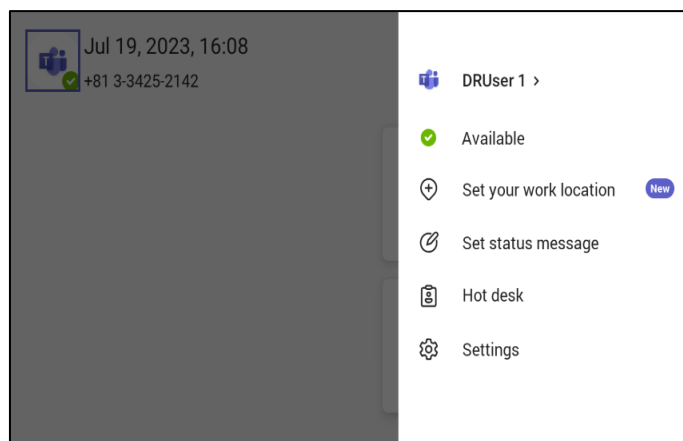 Jul 19, 2023, 16:08
+81 3-3425-2142
DRUser 1 >
Available
Set your work location New
Set status message
Hot desk
Settings